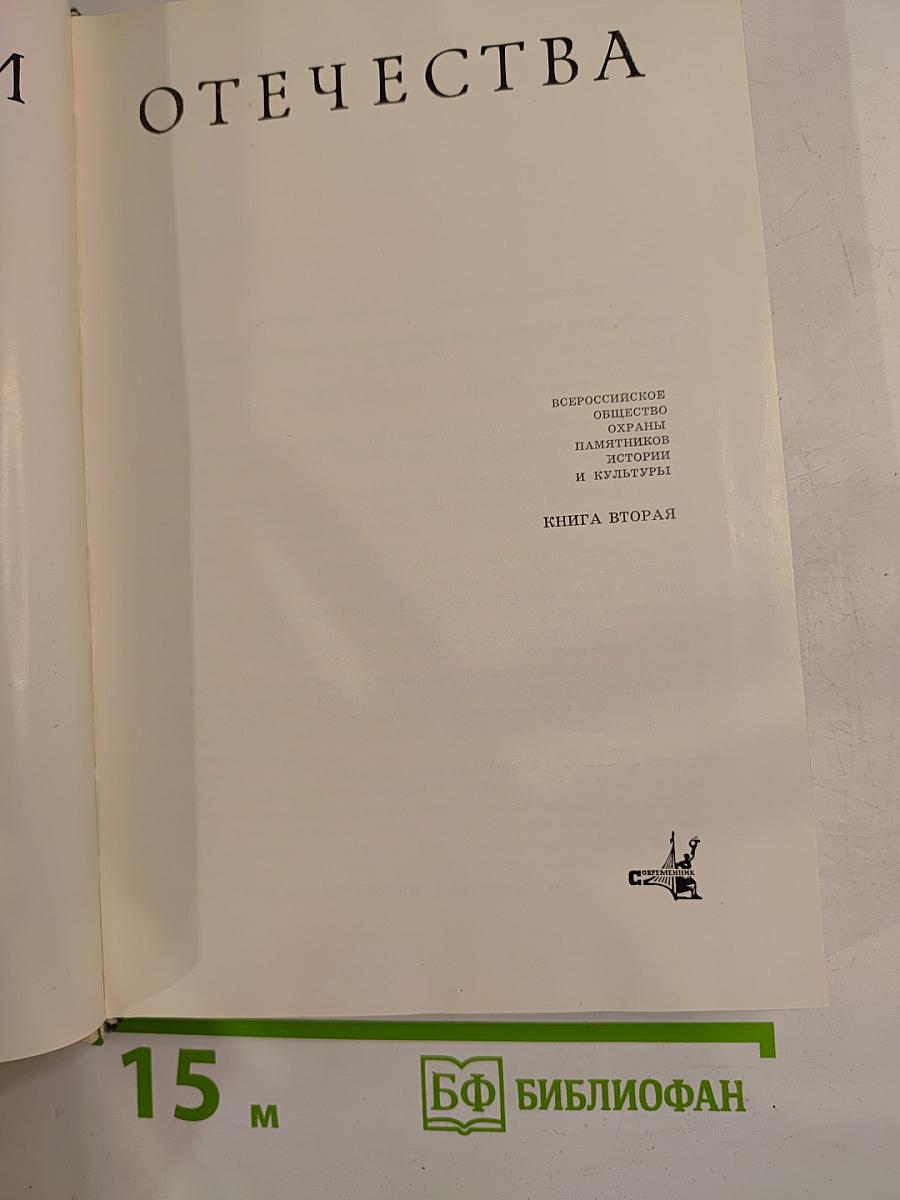 И
ОТЕЧЕСТВА
ВСЕРОССИЙСКОЕ
ОБЩЕСТВО
ОХРАНЫ
ПАМЯТНИКОВ
ИСТОРИИ
И КУЛЬТУРЫ
КНИГА ВТОРАЯ
СОВРЕМЕННИК
15 м
БФ БИБЛИОФАН